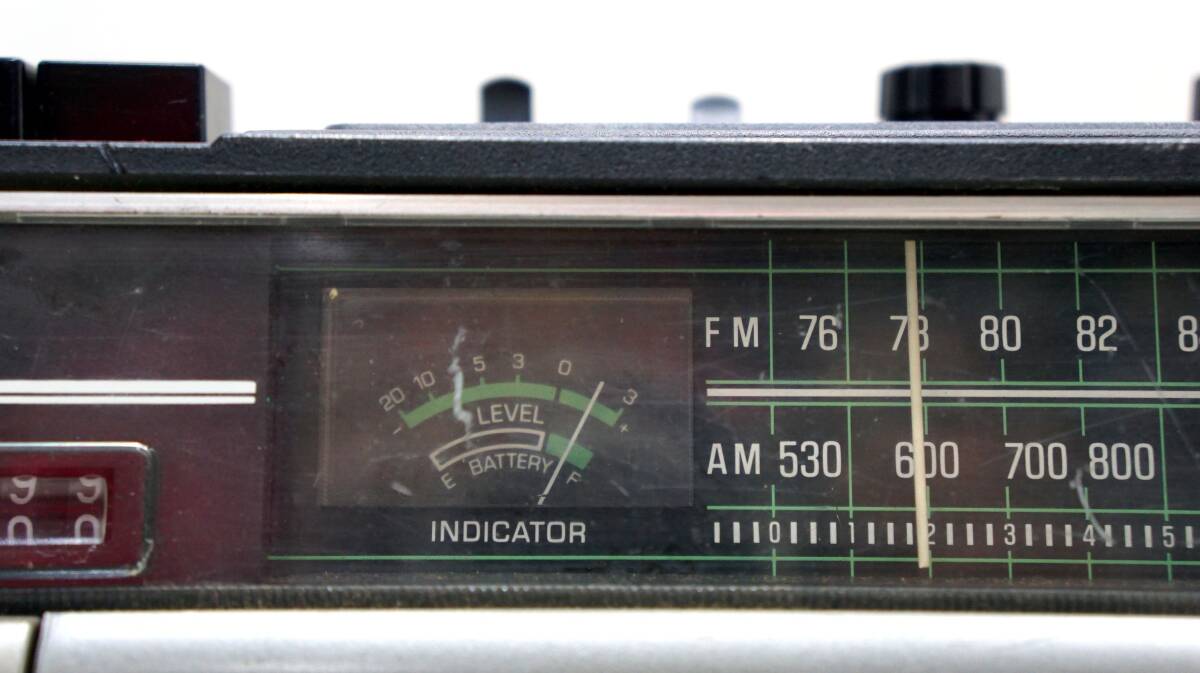 FM 76 78 80 82 8
20 10 5 3 0 3
- +
LEVEL
BATTERY
E F
AM 530 600 700 800
INDICATOR
0 1 2 3 4 5